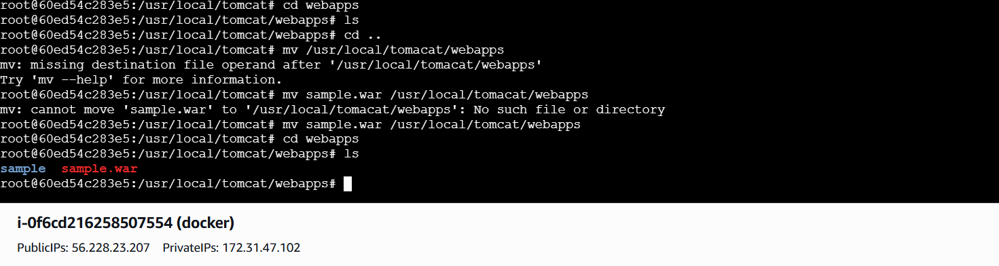 root@60ed54c283e5:/usr/local/tomcat# cd webapps
root@60ed54c283e5:/usr/local/tomcat/webapps# ls
root@60ed54c283e5:/usr/local/tomcat/webapps# cd ..
root@60ed54c283e5:/usr/local/tomcat# mv /usr/local/tomacat/webapps
mv: missing destination file operand after '/usr/local/tomacat/webapps'
Try 'mv --help' for more information.
root@60ed54c283e5:/usr/local/tomcat# mv sample.war /usr/local/tomacat/webapps
mv: cannot move 'sample.war' to '/usr/local/tomacat/webapps': No such file or directory
root@60ed54c283e5:/usr/local/tomcat# mv sample.war /usr/local/tomcat/webapps
root@60ed54c283e5:/usr/local/tomcat# cd webapps
root@60ed54c283e5:/usr/local/tomcat/webapps# ls
sample  sample.war
root@60ed54c283e5:/usr/local/tomcat/webapps#
i-0f6cd216258507554 (docker)
PublicIPs: 56.228.23.207 PrivateIPs: 172.31.47.102